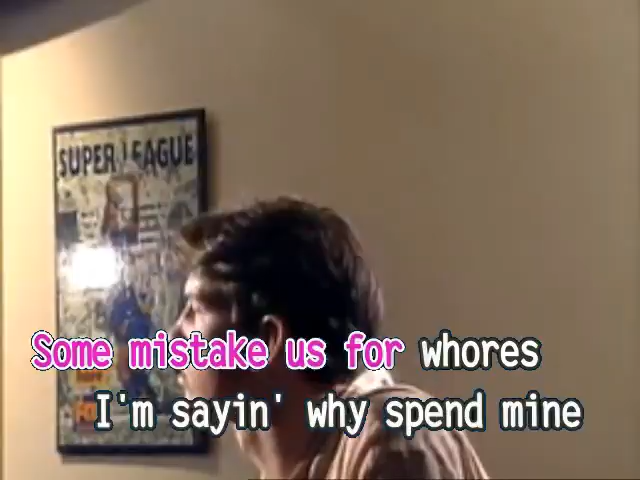 SUPER LEAGUE
Some mistake us for whores
I'm sayin' why spend mine